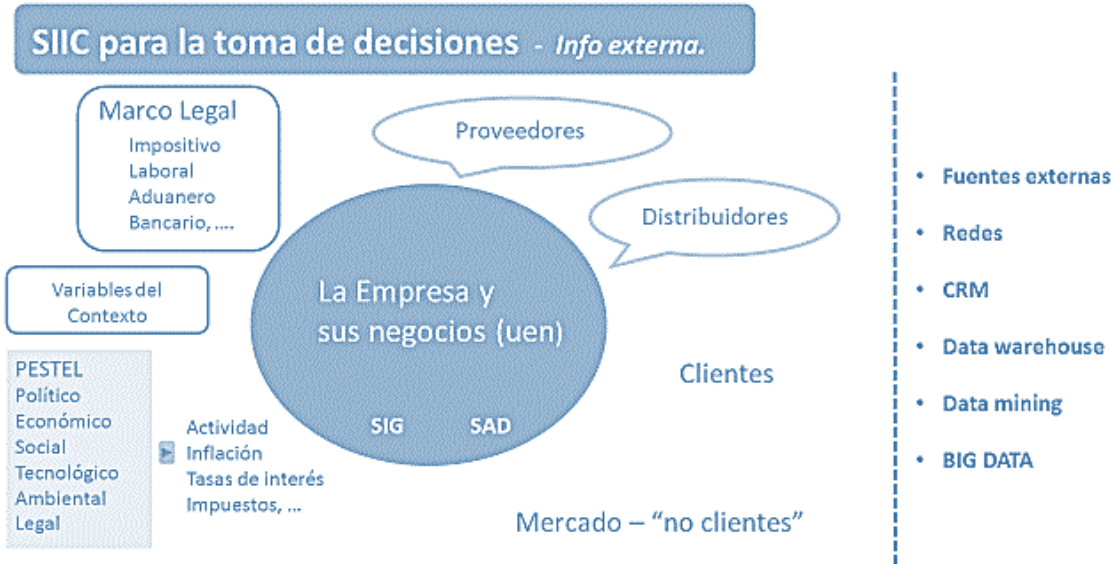 SIIC para la toma de decisiones - Info externa.
Marco Legal
Impositivo
Laboral
Aduanero
Bancario, ....
Proveedores
Distribuidores
Variables del
Contexto
La Empresa y
sus negocios (uen)
SIG SAD
PESTEL
Político
Económico
Social
Tecnológico
Ambiental
Legal
Actividad
Inflación
Tasas de interés
Impuestos, ...
Clientes
Mercado – “no clientes”
• Fuentes externas
• Redes
• CRM
• Data warehouse
• Data mining
• BIG DATA